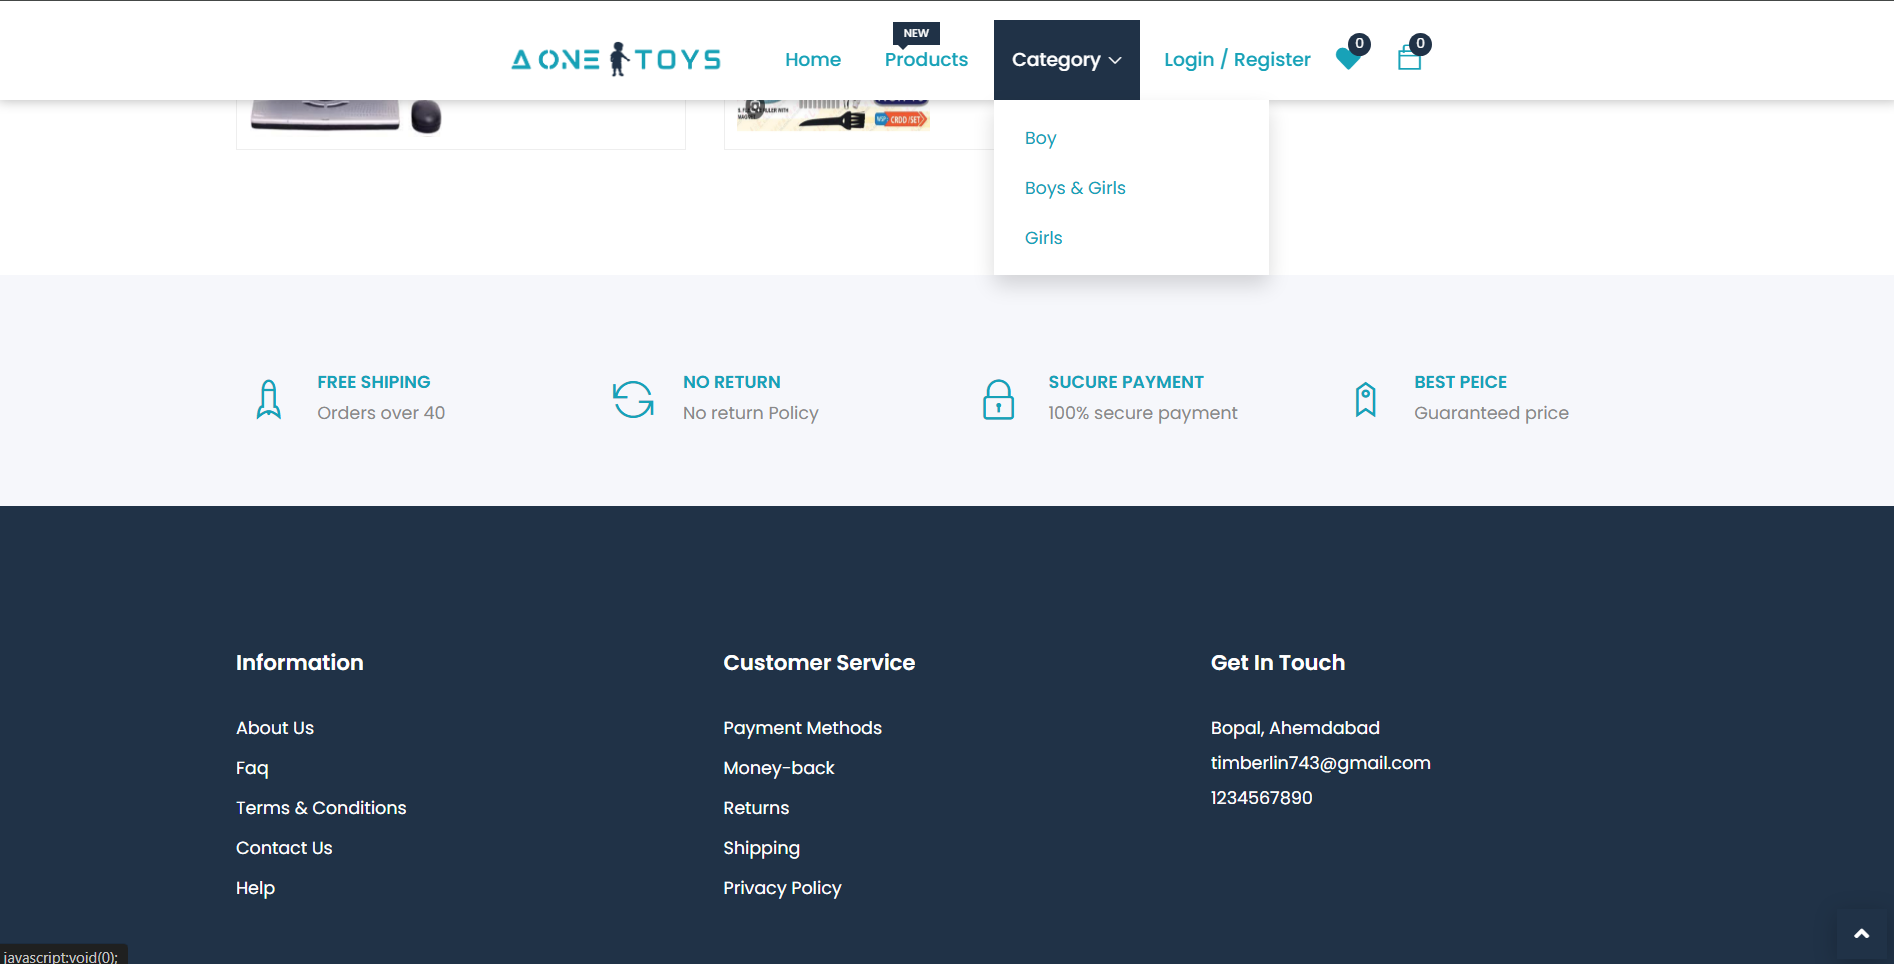 NEW
A ONE TOYS
Home
Products
Category
Login / Register
0
0
CRDD /SET
Boy
Boys & Girls
Girls
FREE SHIPING
Orders over 40
NO RETURN
No return Policy
SUCURE PAYMENT
100% secure payment
BEST PEICE
Guaranteed price
Information
About Us
Faq
Terms & Conditions
Contact Us
Help
Customer Service
Payment Methods
Money-back
Returns
Shipping
Privacy Policy
Get In Touch
Bopal, Ahemdabad
timberlin743@gmail.com
1234567890
javascript:void(0);